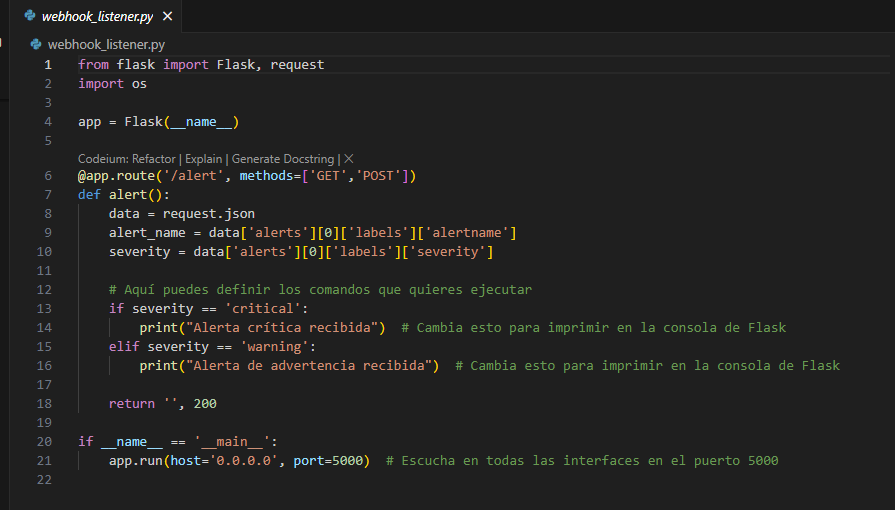 webhook_listener.py ×
webhook_listener.py
1 from flask import Flask, request
2 import os
3
4 app = Flask(__name__)
5
Codeium: Refactor | Explain | Generate Docstring | ×
6 @app.route('/alert', methods=['GET','POST'])
7 def alert():
8     data = request.json
9     alert_name = data['alerts'][0]['labels']['alertname']
10     severity = data['alerts'][0]['labels']['severity']
11
12     # Aquí puedes definir los comandos que quieres ejecutar
13     if severity == 'critical':
14         print("Alerta crítica recibida")  # Cambia esto para imprimir en la consola de Flask
15     elif severity == 'warning':
16         print("Alerta de advertencia recibida")  # Cambia esto para imprimir en la consola de Flask
17
18     return '', 200
19
20 if __name__ == '__main__':
21     app.run(host='0.0.0.0', port=5000)  # Escucha en todas las interfaces en el puerto 5000
22